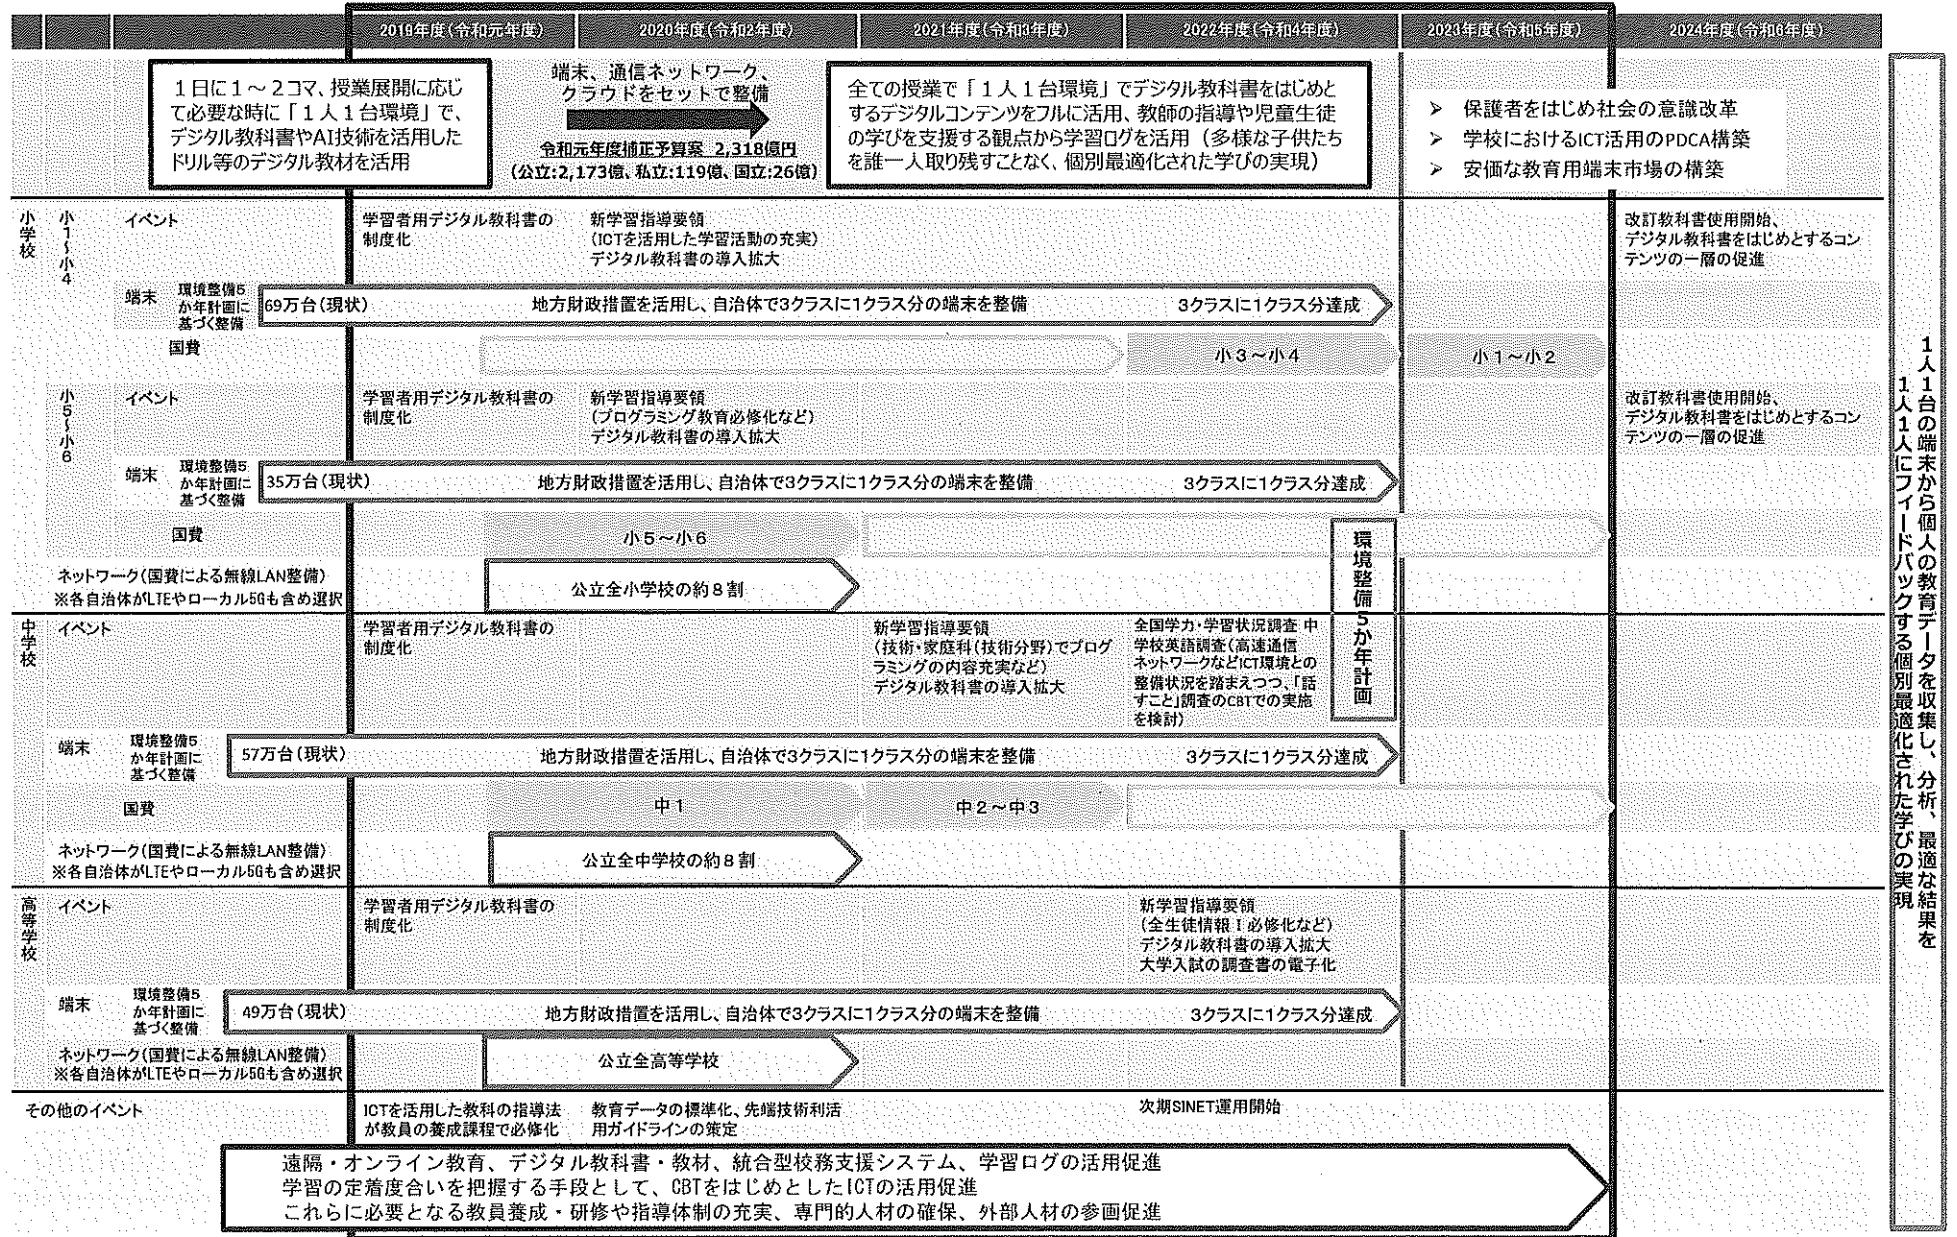 2019年度(令和元年度)
2020年度(令和2年度)
2021年度(令和3年度)
2022年度(令和4年度)
2023年度(令和5年度)
2024年度(令和6年度)
1日に1～2コマ、授業展開に応じ
て必要な時に「1人1台環境」で、
デジタル教科書やAI技術を活用した
ドリル等のデジタル教材を活用
端末、通信ネットワーク、
クラウドをセットで整備
令和元年度補正予算案 2,318億円
(公立:2,173億、私立:119億、国立:26億)
全ての授業で「1人1台環境」でデジタル教科書をはじめと
するデジタルコンテンツをフルに活用、教師の指導や児童生徒
の学びを支援する観点から学習ログを活用（多様な子供たち
を誰一人取り残すことなく、個別最適化された学びの実現）
➢ 保護者をはじめ社会の意識改革
➢ 学校におけるICT活用のPDCA構築
➢ 安価な教育用端末市場の構築
小学校
小1～小4
イベント
学習者用デジタル教科書の
制度化
新学習指導要領
(ICTを活用した学習活動の充実)
デジタル教科書の導入拡大
改訂教科書使用開始、
デジタル教科書をはじめとするコン
テンツの一層の促進
端末
環境整備5
か年計画に
基づく整備
69万台(現状)
地方財政措置を活用し、自治体で3クラスに1クラス分の端末を整備
3クラスに1クラス分達成
国費
小3～小4
小1～小2
小5～小6
イベント
学習者用デジタル教科書の
制度化
新学習指導要領
(プログラミング教育必修化など)
デジタル教科書の導入拡大
改訂教科書使用開始、
デジタル教科書をはじめとするコン
テンツの一層の促進
端末
環境整備5
か年計画に
基づく整備
35万台(現状)
地方財政措置を活用し、自治体で3クラスに1クラス分の端末を整備
3クラスに1クラス分達成
国費
小5～小6
ネットワーク(国費による無線LAN整備)
※各自治体がLTEやローカル5Gも含め選択
公立全小学校の約8割
環境整備5か年計画
中学校
イベント
学習者用デジタル教科書の
制度化
新学習指導要領
(技術・家庭科(技術分野)でプログ
ラミングの内容充実など)
デジタル教科書の導入拡大
全国学力・学習状況調査 中
学校英語調査(高速通信
ネットワークなどICT環境との
整備状況を踏まえつつ、「話
すこと」調査のCBTでの実施
を検討)
端末
環境整備5
か年計画に
基づく整備
57万台(現状)
地方財政措置を活用し、自治体で3クラスに1クラス分の端末を整備
3クラスに1クラス分達成
国費
中1
中2～中3
ネットワーク(国費による無線LAN整備)
※各自治体がLTEやローカル5Gも含め選択
公立全中学校の約8割
高等学校
イベント
学習者用デジタル教科書の
制度化
新学習指導要領
(全生徒情報Ⅰ必修化など)
デジタル教科書の導入拡大
大学入試の調査書の電子化
端末
環境整備5
か年計画に
基づく整備
49万台(現状)
地方財政措置を活用し、自治体で3クラスに1クラス分の端末を整備
3クラスに1クラス分達成
ネットワーク(国費による無線LAN整備)
※各自治体がLTEやローカル5Gも含め選択
公立全高等学校
その他のイベント
ICTを活用した教科の指導法
が教員の養成課程で必修化
教育データの標準化、先端技術利活
用ガイドラインの策定
次期SINET運用開始
遠隔・オンライン教育、デジタル教科書・教材、統合型校務支援システム、学習ログの活用促進
学習の定着度合いを把握する手段として、CBTをはじめとしたICTの活用促進
これらに必要となる教員養成・研修や指導体制の充実、専門的人材の確保、外部人材の参画促進
1人1台の端末から個人の教育データを収集し、分析、最適な結果を
1人1人にフィードバックする個別最適化された学びの実現